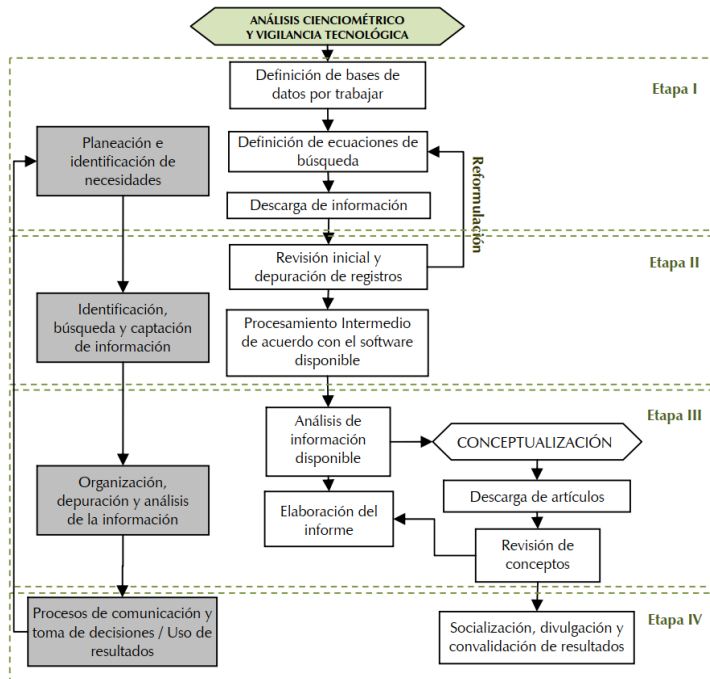 ANÁLISIS CIENCIOMÉTRICO
Y VIGILANCIA TECNOLÓGICA
Etapa I
Definición de bases de
datos por trabajar
Planeación e
identificación de
necesidades
Definición de ecuaciones de
búsqueda
Reformulación
Descarga de información
Etapa II
Revisión inicial y
depuración de registros
Identificación,
búsqueda y captación
de información
Procesamiento Intermedio
de acuerdo con el software
disponible
Etapa III
Análisis de
información
disponible
CONCEPTUALIZACIÓN
Organización,
depuración y análisis
de la información
Descarga de artículos
Elaboración del
informe
Revisión de
conceptos
Etapa IV
Procesos de comunicación y
toma de decisiones / Uso de
resultados
Socialización, divulgación y
convalidación de resultados